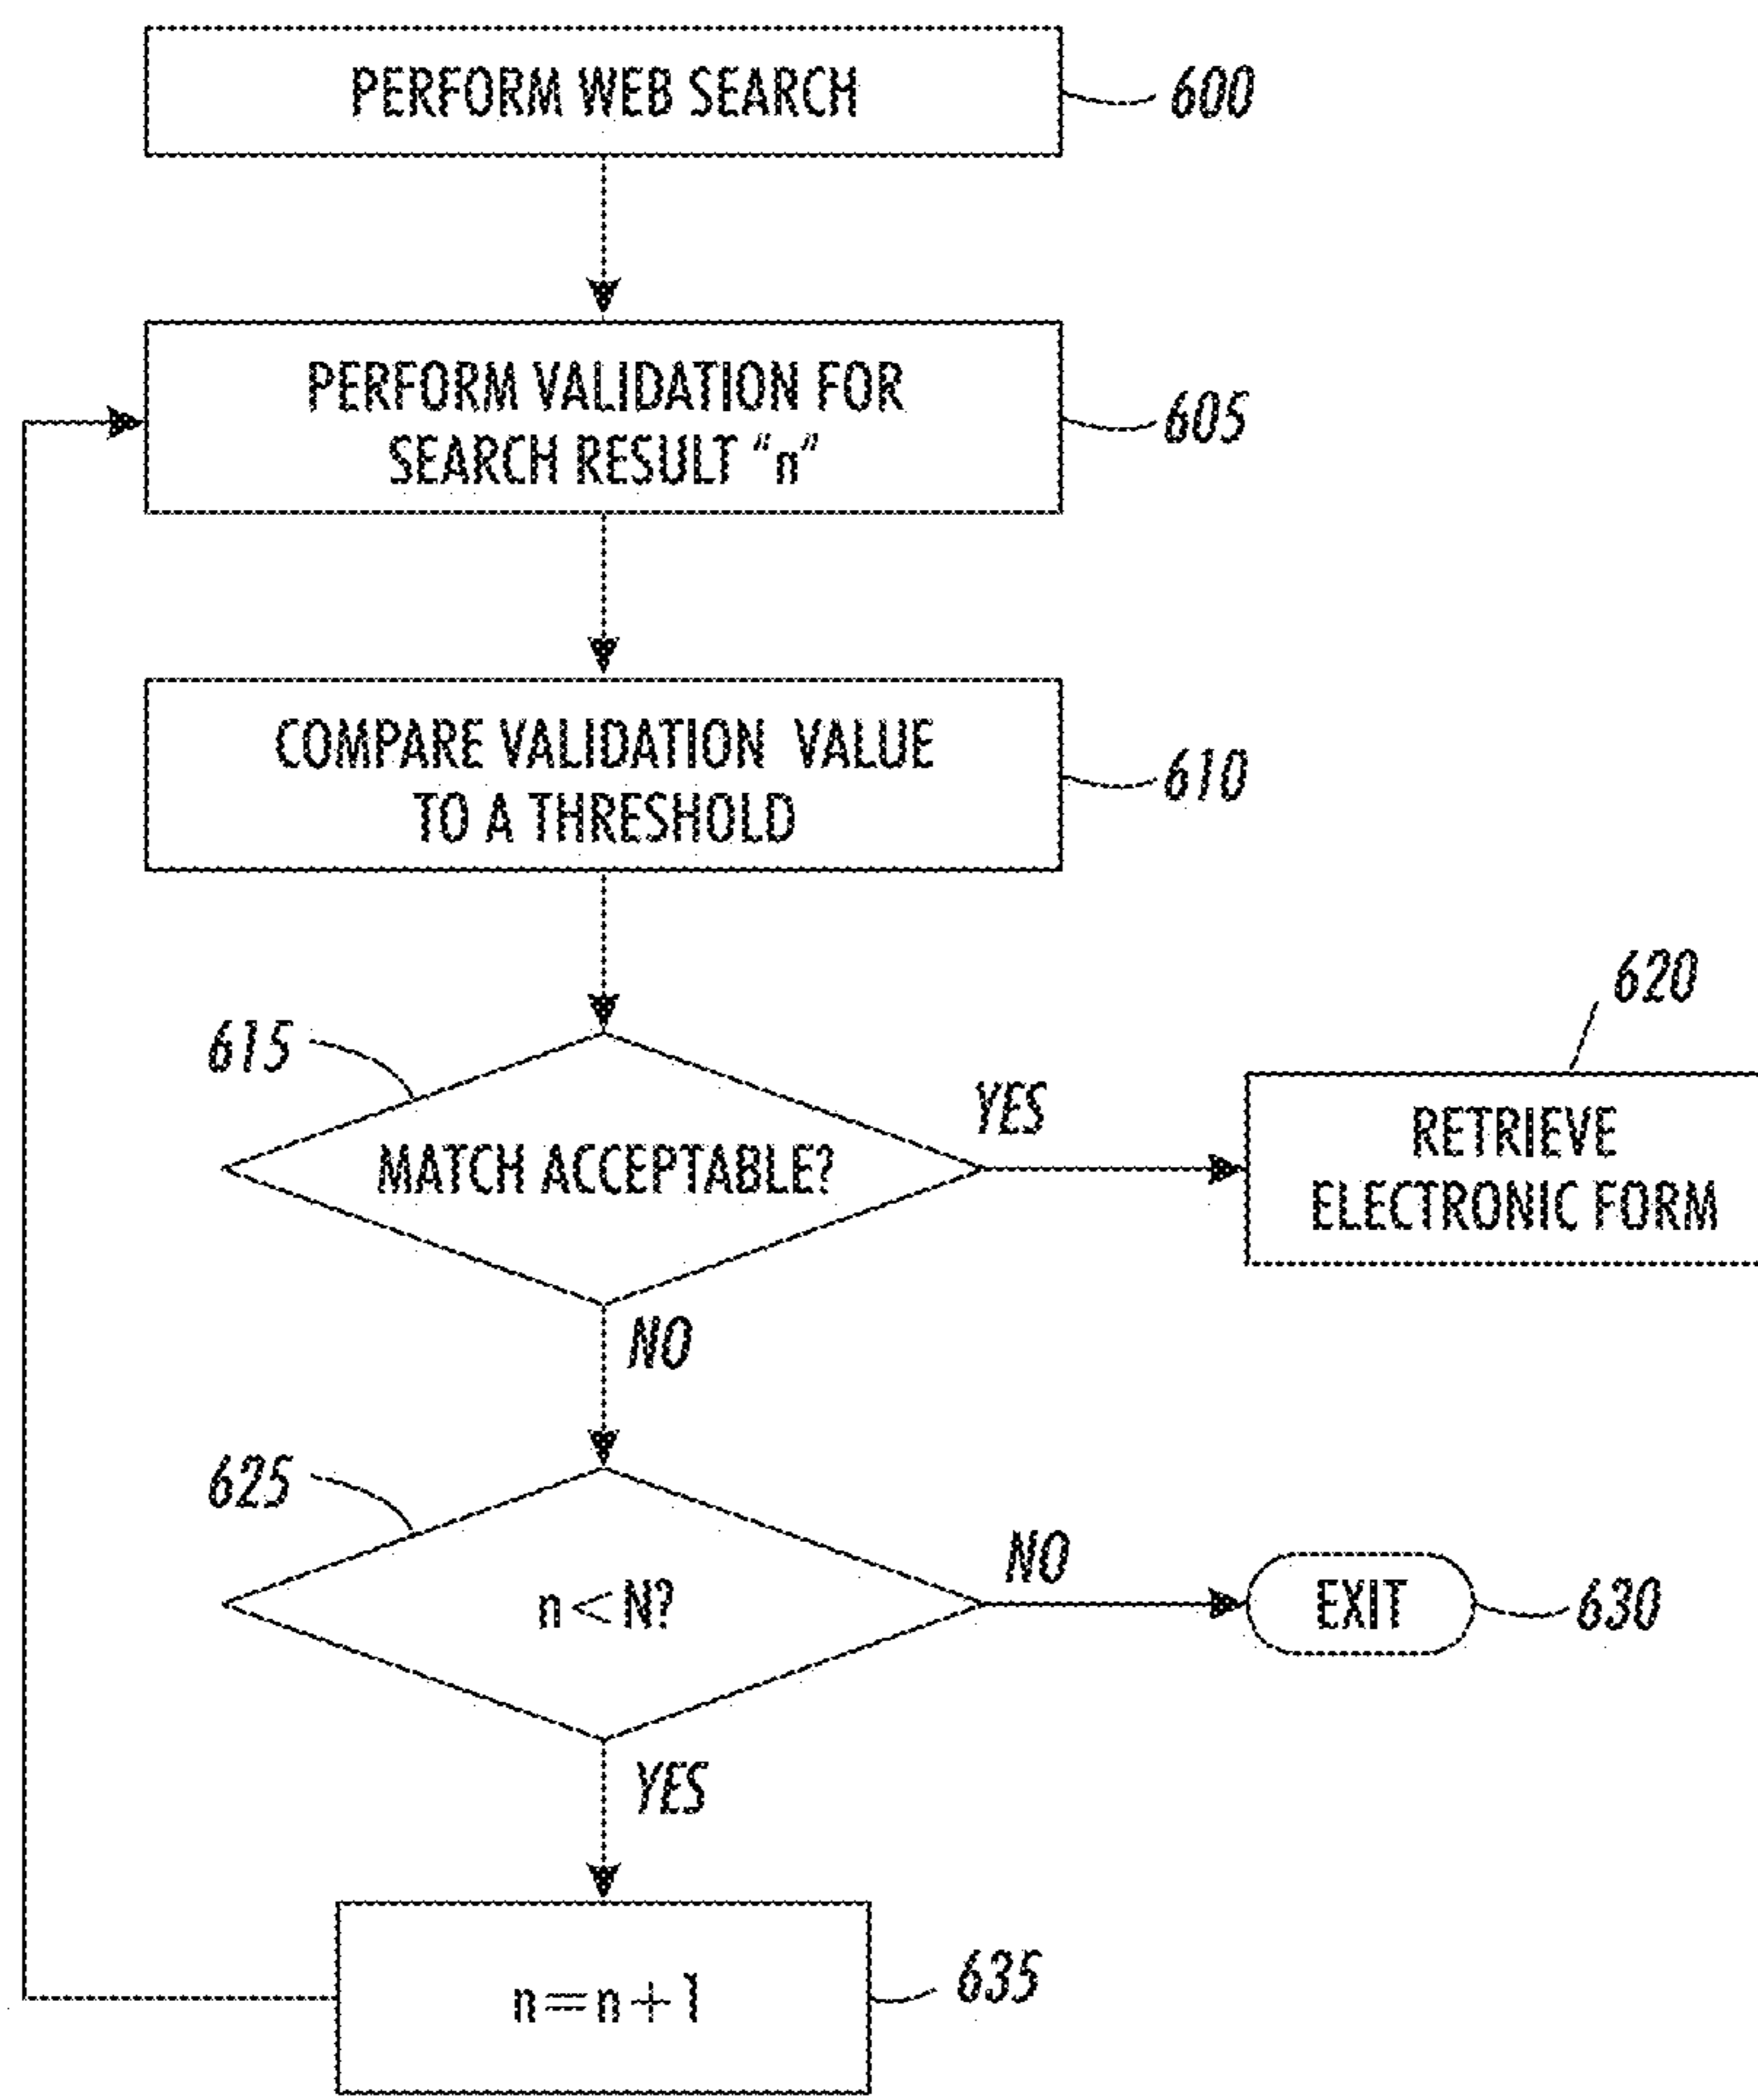 PERFORM WEB SEARCH
600
PERFORM VALIDATION FOR
SEARCH RESULT "n"
605
COMPARE VALIDATION VALUE
TO A THRESHOLD
610
615
MATCH ACCEPTABLE?
YES
620
RETRIEVE
ELECTRONIC FORM
NO
625
n<N?
NO
EXIT
630
YES
n=n+1
635